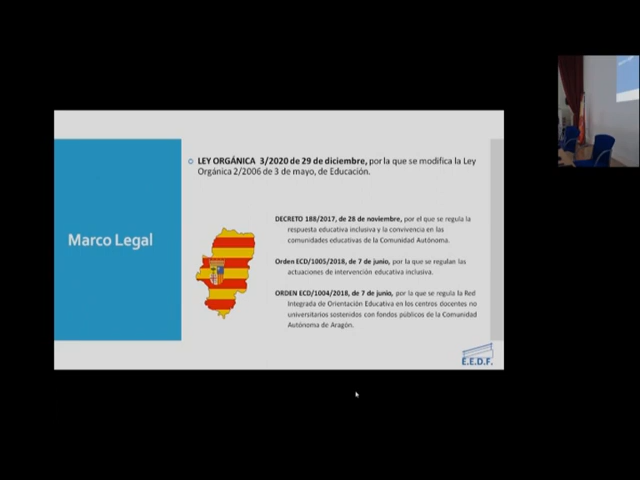 Marco Legal
LEY ORGÁNICA 3/2020 de 29 de diciembre, por la que se modifica la Ley
Orgánica 2/2006 de 3 de mayo, de Educación.
DECRETO 188/2017, de 28 de noviembre, por el que se regula la
respuesta educativa inclusiva y la convivencia en las
comunidades educativas de la Comunidad Autónoma.
Orden ECD/1005/2018, de 7 de junio, por la que se regulan las
actuaciones de intervención educativa inclusiva.
ORDEN ECD/1004/2018, de 7 de junio, por la que se regula la Red
Integrada de Orientación Educativa en los centros docentes no
universitarios sostenidos con fondos públicos de la Comunidad
Autónoma de Aragón.
E.E.D.F.